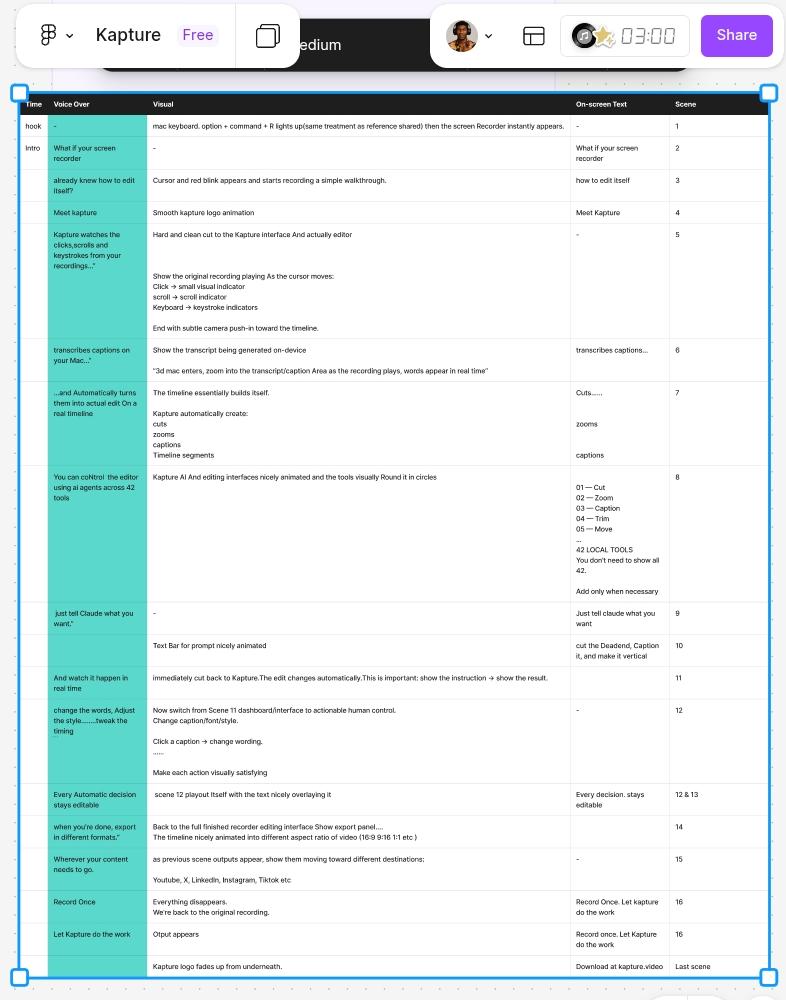 Kapture Free
edium
03:00
Share
Time Voice Over Visual On-screen Text Scene
hook - mac keyboard. option + command + R lights up(same treatment as reference shared) then the screen Recorder instantly appears. - 1
Intro What if your screen - What if your screen 2
recorder recorder
already knew how to edit Cursor and red blink appears and starts recording a simple walkthrough. how to edit itself 3
itself?
Meet kapture Smooth kapture logo animation Meet Kapture 4
Kapture watches the Hard and clean cut to the Kapture interface And actually editor - 5
clicks,scrolls and
keystrokes from your
recordings..."
Show the original recording playing As the cursor moves:
Click → small visual indicator
scroll → scroll indicator
Keyboard → keystroke indicators
End with subtle camera push-in toward the timeline.
transcribes captions on Show the transcript being generated on-device transcribes captions... 6
your Mac..."
"3d mac enters, zoom into the transcript/caption Area as the recording plays, words appear in real time"
...and Automatically turns The timeline essentially builds itself. Cuts...... 7
them into actual edit On a
real timeline Kapture automatically create:
cuts zooms
zooms
captions
Timeline segments captions
You can coNtrol the editor Kapture AI And editing interfaces nicely animated and the tools visually Round it in circles 8
using ai agents across 42 01 — Cut
tools 02 — Zoom
03 — Caption
04 — Trim
05 — Move
...
42 LOCAL TOOLS
You don't need to show all
42.
Add only when necessary
just tell Claude what you - Just tell claude what you 9
want." want
Text Bar for prompt nicely animated cut the Deadend, Caption 10
it, and make it vertical
And watch it happen in immediately cut back to Kapture.The edit changes automatically.This is important: show the instruction → show the result. 11
real time
change the words, Adjust Now switch from Scene 11 dashboard/interface to actionable human control. - 12
the style........tweak the Change caption/font/style.
timing
Click a caption → change wording.
......
Make each action visually satisfying
Every Automatic decision scene 12 playout Itself with the text nicely overlaying it Every decision. stays 12 & 13
stays editable editable
when you're done, export Back to the full finished recorder editing interface Show export panel.... 14
in different formats." The timeline nicely animated into different aspect ratio of video (16:9 9:16 1:1 etc )
Wherever your content as previous scene outputs appear, show them moving toward different destinations: - 15
needs to go.
Youtube, X, LinkedIn, Instagram, Tiktok etc
Record Once Everything disappears. Record Once. Let kapture 16
We're back to the original recording. do the work
Let Kapture do the work Otput appears Record once, Let Kapture 16
do the work
Kapture logo fades up from underneath. Download at kapture.video Last scene